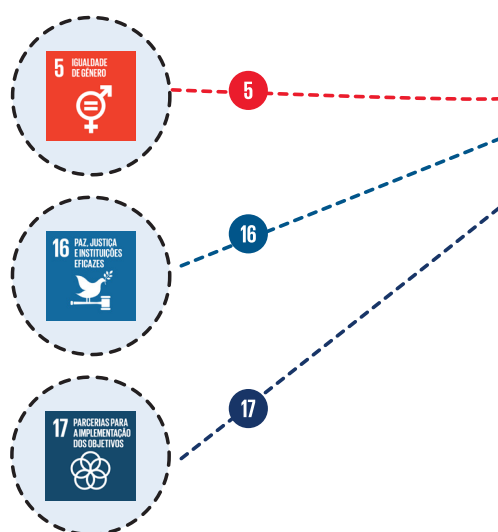 5 IGUALDADE
DE GÊNERO
5
16 PAZ, JUSTIÇA
E INSTITUIÇÕES
EFICAZES
16
17 PARCERIAS PARA
A IMPLEMENTAÇÃO
DOS OBJETIVOS
17